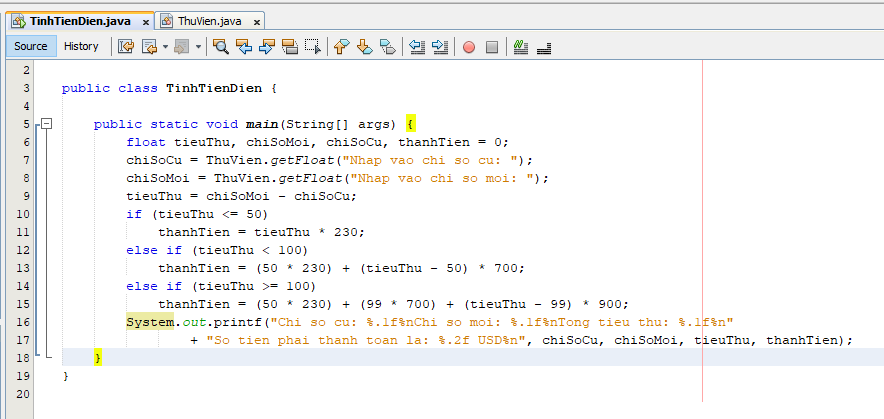 TinhTienDien.java x ThuVien.java x
Source History
2
3 public class TinhTienDien {
4
5 public static void main(String[] args) {
6 float tieuThu, chiSoMoi, chiSoCu, thanhTien = 0;
7 chiSoCu = ThuVien.getFloat("Nhap vao chi so cu: ");
8 chiSoMoi = ThuVien.getFloat("Nhap vao chi so moi: ");
9 tieuThu = chiSoMoi - chiSoCu;
10 if (tieuThu <= 50)
11 thanhTien = tieuThu * 230;
12 else if (tieuThu < 100)
13 thanhTien = (50 * 230) + (tieuThu - 50) * 700;
14 else if (tieuThu >= 100)
15 thanhTien = (50 * 230) + (99 * 700) + (tieuThu - 99) * 900;
16 System.out.printf("Chi so cu: %.1f%nChi so moi: %.1f%nTong tieu thu: %.1f%n"
17 + "So tien phai thanh toan la: %.2f USD%n", chiSoCu, chiSoMoi, tieuThu, thanhTien);
18 }
19 }
20